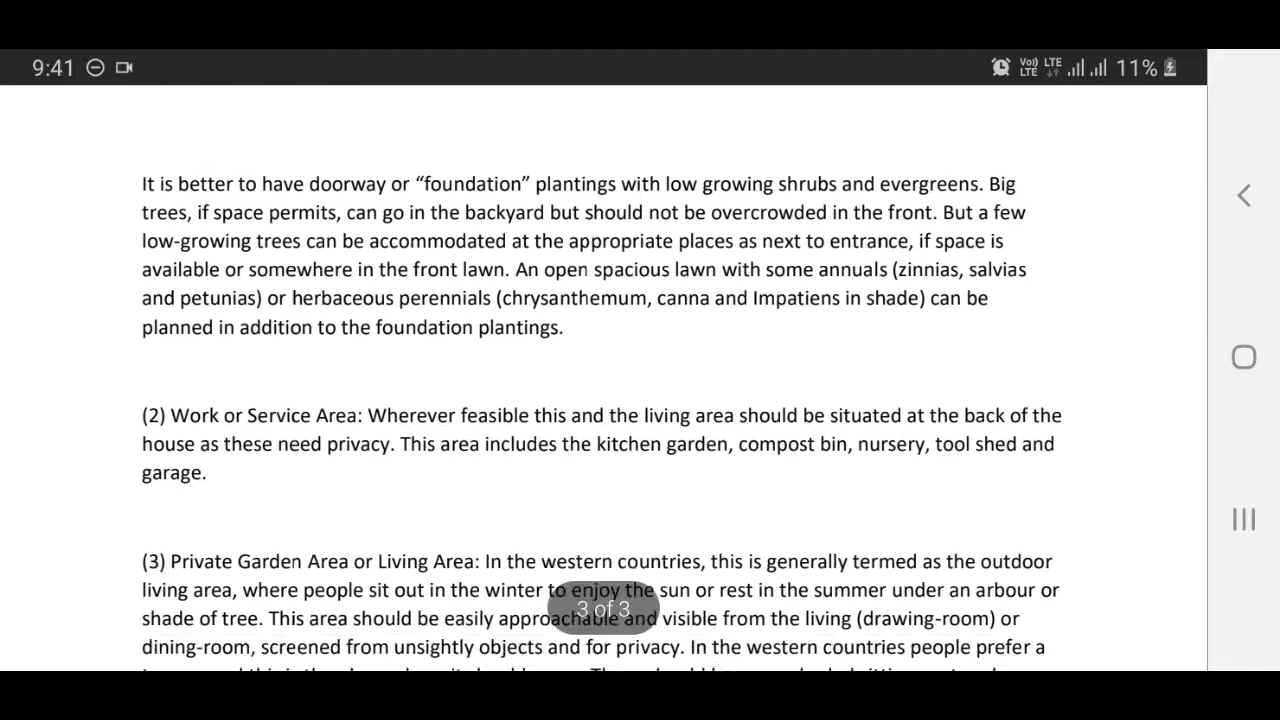 9:41 Vo) LTE LTE 11%
It is better to have doorway or “foundation” plantings with low growing shrubs and evergreens. Big
trees, if space permits, can go in the backyard but should not be overcrowded in the front. But a few
low-growing trees can be accommodated at the appropriate places as next to entrance, if space is
available or somewhere in the front lawn. An open spacious lawn with some annuals (zinnias, salvias
and petunias) or herbaceous perennials (chrysanthemum, canna and Impatiens in shade) can be
planned in addition to the foundation plantings.
(2) Work or Service Area: Wherever feasible this and the living area should be situated at the back of the
house as these need privacy. This area includes the kitchen garden, compost bin, nursery, tool shed and
garage.
(3) Private Garden Area or Living Area: In the western countries, this is generally termed as the outdoor
living area, where people sit out in the winter to enjoy the sun or rest in the summer under an arbour or
3 of 3
shade of tree. This area should be easily approachable and visible from the living (drawing-room) or
dining-room, screened from unsightly objects and for privacy. In the western countries people prefer a